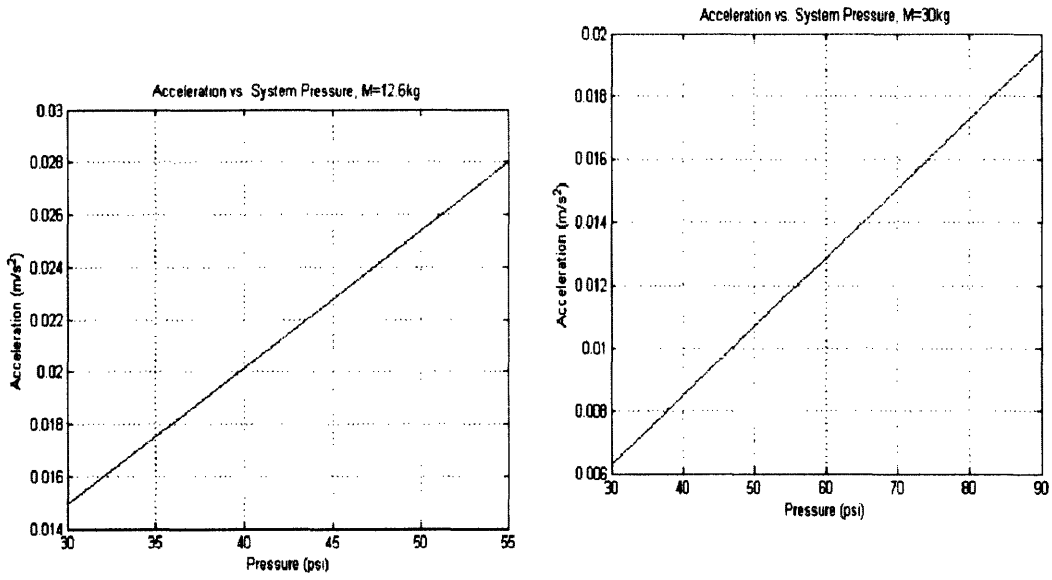 Acceleration vs. System Pressure, M=30kg
0.02
0.018
0.016
0.014
0.012
0.01
0.008
0.006
Acceleration (m/s²)
30 40 50 60 70 80 90
Pressure (psi)
Acceleration vs System Pressure, M=12.6kg
0.03
0.028
0.026
0.024
0.022
0.02
0.018
0.016
0.014
Acceleration (m/s²)
30 35 40 45 50 55
Pressure (psi)